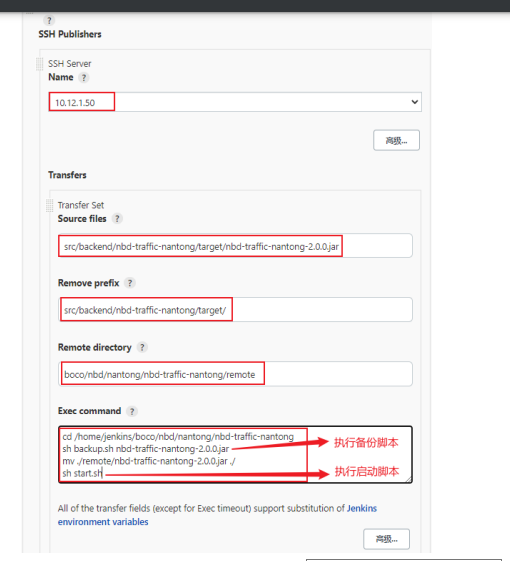 ?
SSH Publishers
SSH Server
Name ?
10.12.1.50
高级...
Transfers
Transfer Set
Source files ?
src/backend/nbd-traffic-nantong/target/nbd-traffic-nantong-2.0.0.jar
Remove prefix ?
src/backend/nbd-traffic-nantong/target/
Remote directory ?
boco/nbd/nantong/nbd-traffic-nantong/remote
Exec command ?
cd /home/jenkins/boco/nbd/nantong/nbd-traffic-nantong
sh backup.sh nbd-traffic-nantong-2.0.0.jar 执行备份脚本
mv ./remote/nbd-traffic-nantong-2.0.0.jar ./
sh start.sh 执行启动脚本
All of the transfer fields (except for Exec timeout) support substitution of Jenkins
environment variables
高级...